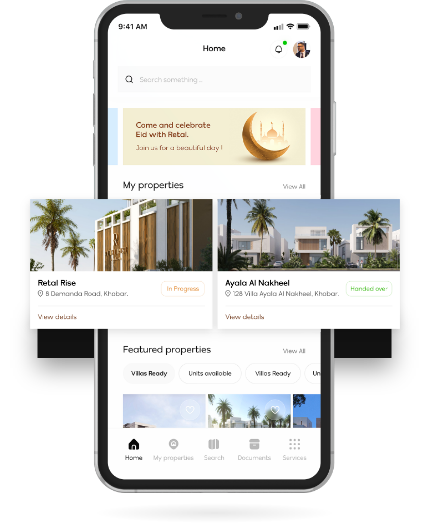 9:41 AM
Home
Search something...
Come and celebrate
Eid with Retal.
Join us for a beautiful day !
My properties
View All
Retal Rise
8 Demanda Road, Khobar.
In Progress
View details
Ayala Al Nakheel
128 Villa Ayala Al Nakheel, Khobar.
Handed over
View details
Featured properties
View All
Villas Ready
Units available
Villas Ready
Un
Home
My properties
Search
Documents
Services